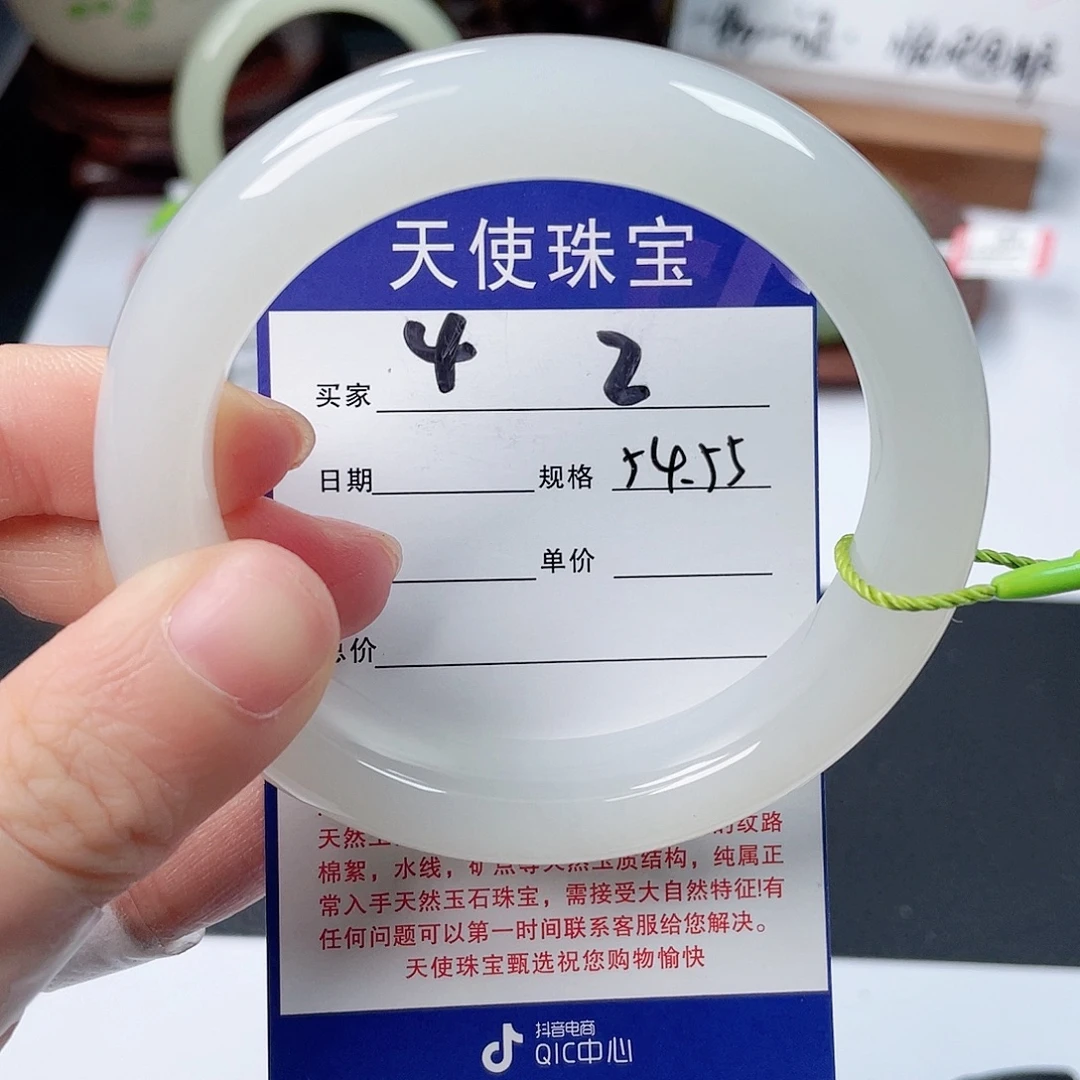 天使珠宝
买家 4 2
日期 规格 54.55
单价
价
天然
棉絮，水线，矿点等天然玉质结构，纯属正
常入手天然玉石珠宝，需接受大自然特征!有
任何问题可以第一时间联系客服给您解决。
天使珠宝甄选祝您购物愉快
抖音电商
QIC中心